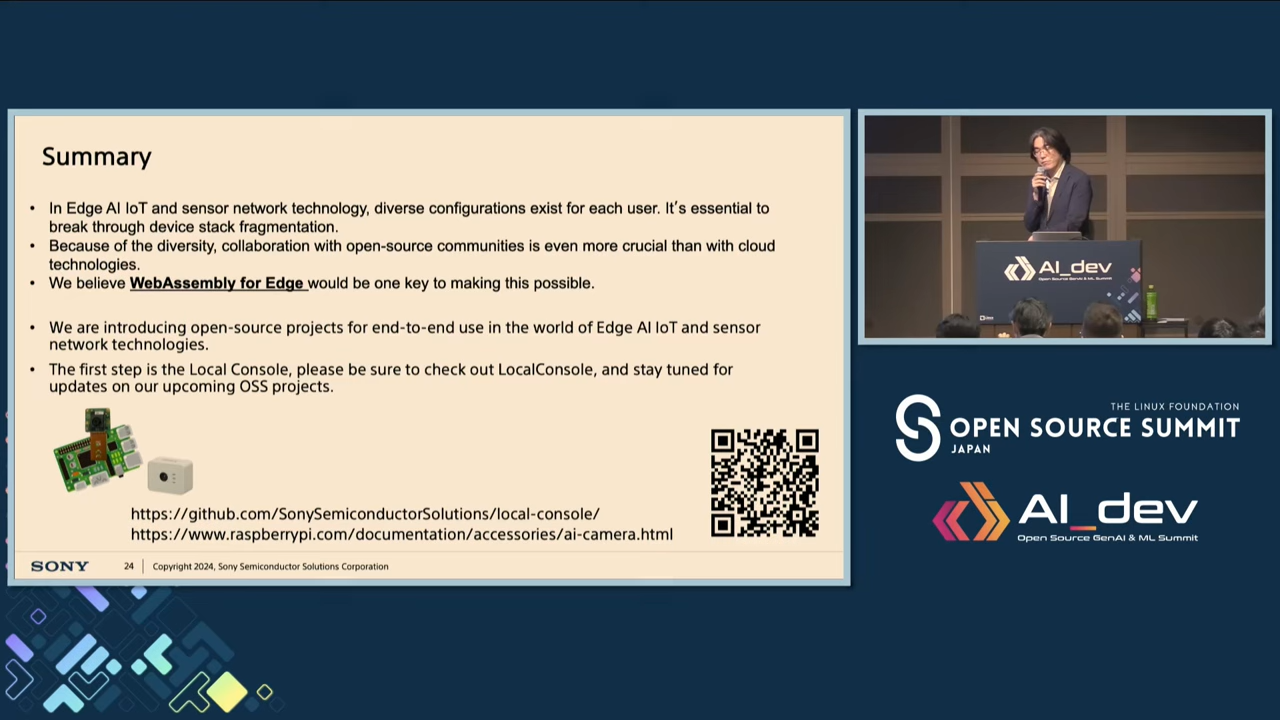 Summary
• In Edge AI IoT and sensor network technology, diverse configurations exist for each user. It's essential to
break through device stack fragmentation.
• Because of the diversity, collaboration with open-source communities is even more crucial than with cloud
technologies.
• We believe WebAssembly for Edge would be one key to making this possible.
• We are introducing open-source projects for end-to-end use in the world of Edge AI IoT and sensor
network technologies.
• The first step is the Local Console, please be sure to check out LocalConsole, and stay tuned for
updates on our upcoming OSS projects.
https://github.com/SonySemiconductorSolutions/local-console/
https://www.raspberrypi.com/documentation/accessories/ai-camera.html
SONY 24 Copyright 2024, Sony Semiconductor Solutions Corporation
AI_dev
Open Source GenAI & ML Summit
THE LINUX FOUNDATION
OPEN SOURCE SUMMIT
JAPAN
AI_dev
Open Source GenAI & ML Summit